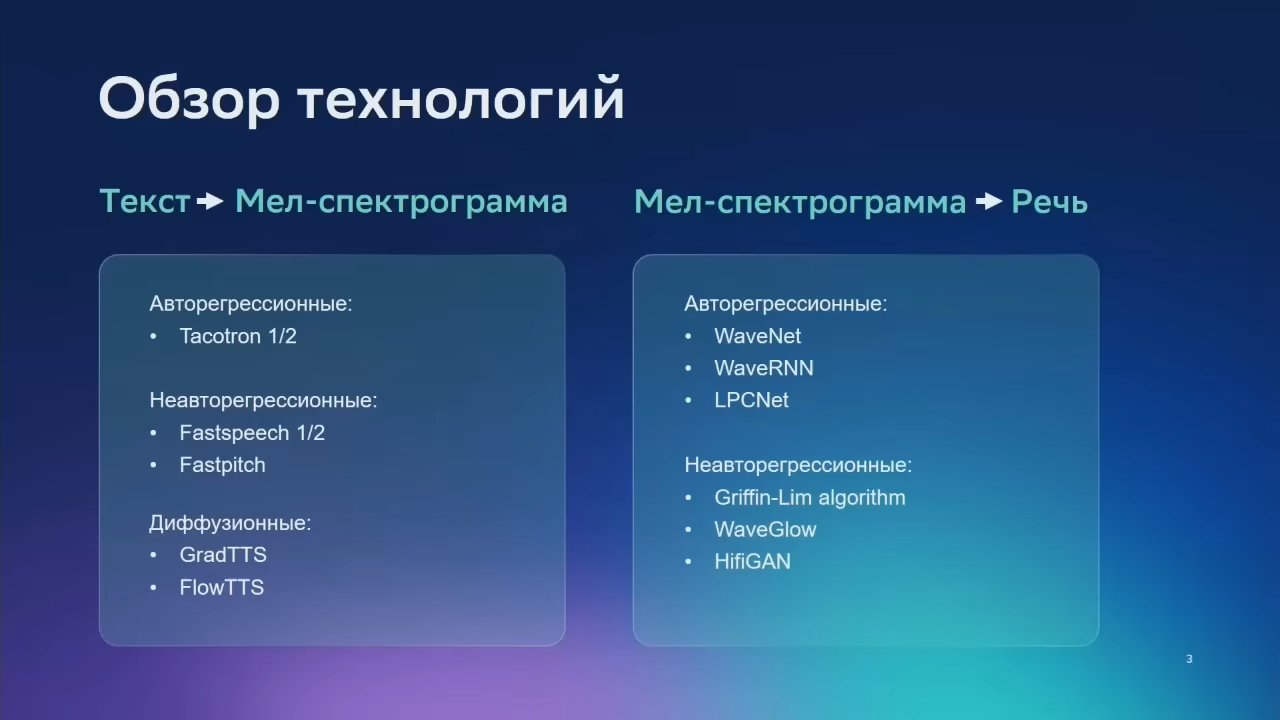 Обзор технологий
Текст → Мел-спектрограмма
Авторегрессионные:
• Tacotron 1/2
Неавторегрессионные:
• Fastspeech 1/2
• Fastpitch
Диффузионные:
• GradTTS
• FlowTTS
Мел-спектрограмма → Речь
Авторегрессионные:
• WaveNet
• WaveRNN
• LPCNet
Неавторегрессионные:
• Griffin-Lim algorithm
• WaveGlow
• HifiGAN
3